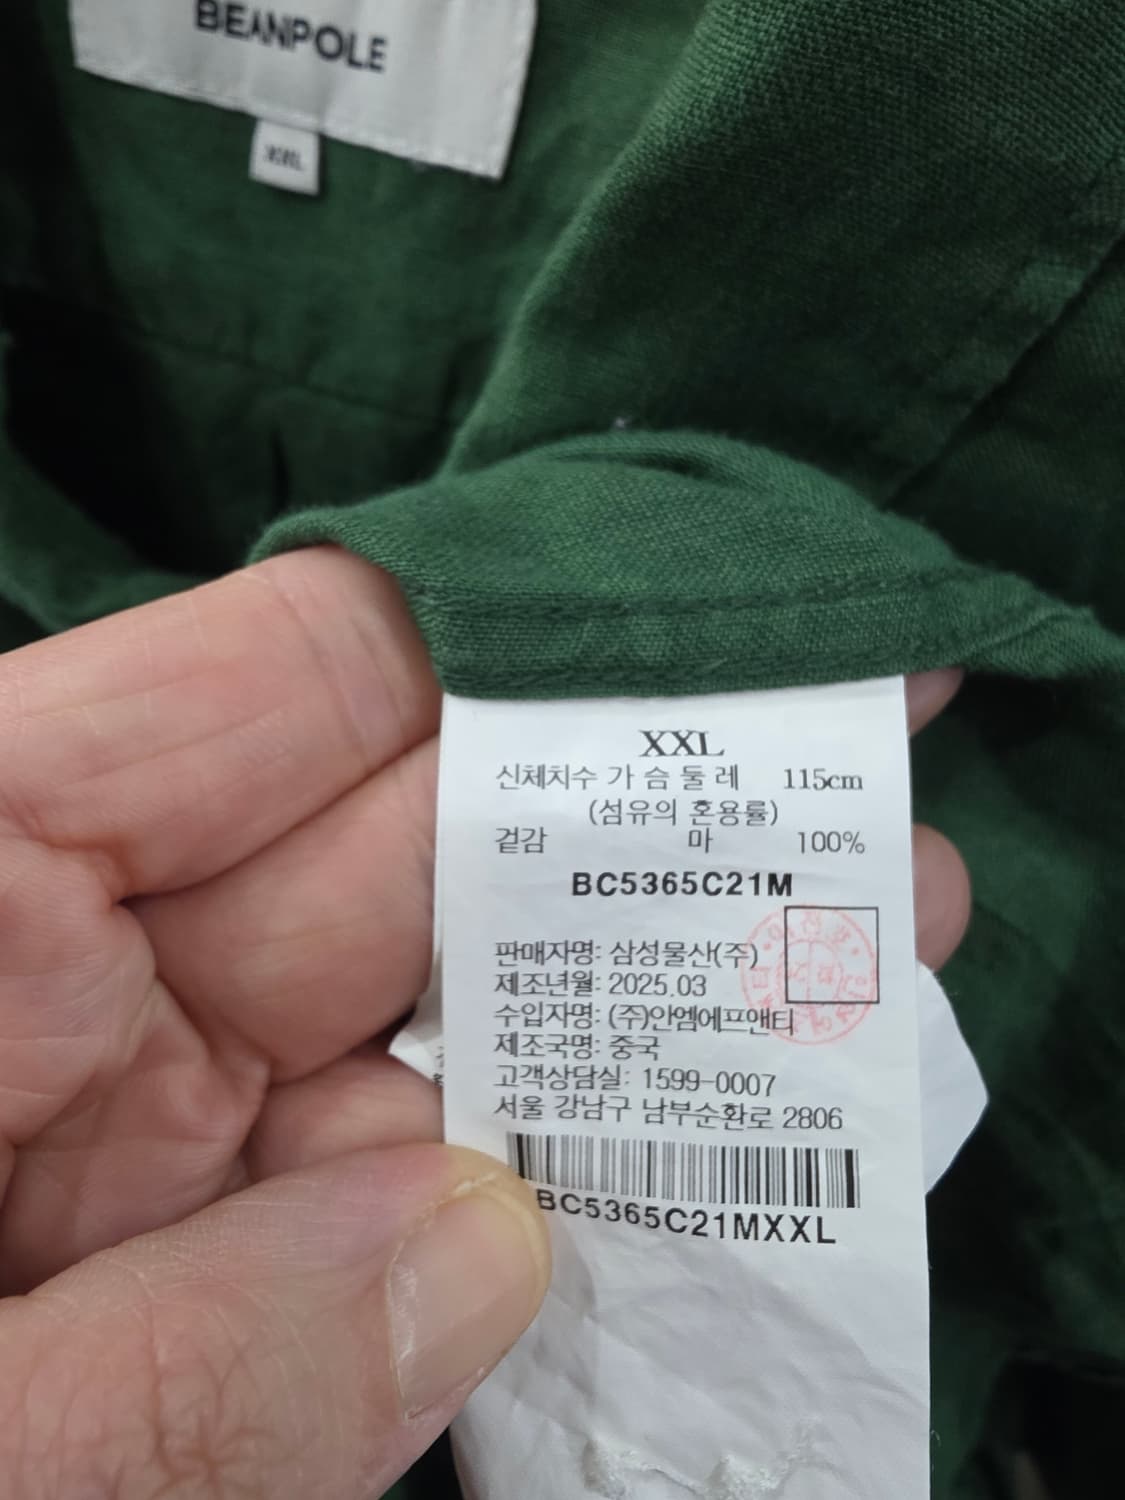 BEANPOLE
XXL
XXL
신체치수 가 슴 둘 레 115cm
(섬유의 혼용률)
겉감 마 100%
BC5365C21M
판매자명: 삼성물산(주)
제조년월: 2025.03
수입자명: (주)안엠에프앤티
제조국명: 중국
고객상담실: 1599-0007
서울 강남구 남부순환로 2806
BC5365C21MXXL